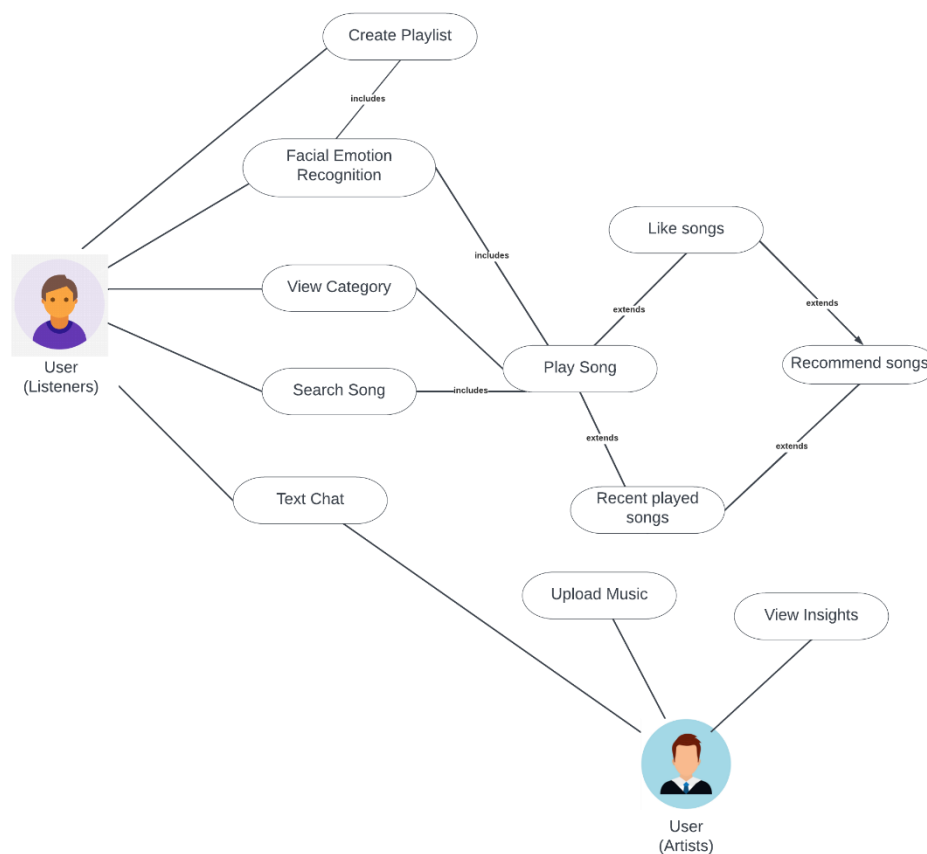 Create Playlist
includes
Facial Emotion
Recognition
Like songs
includes
View Category
extends
extends
User
(Listeners)
Play Song
Recommend songs
Search Song
includes
extends
extends
Text Chat
Recent played
songs
Upload Music
View Insights
User
(Artists)